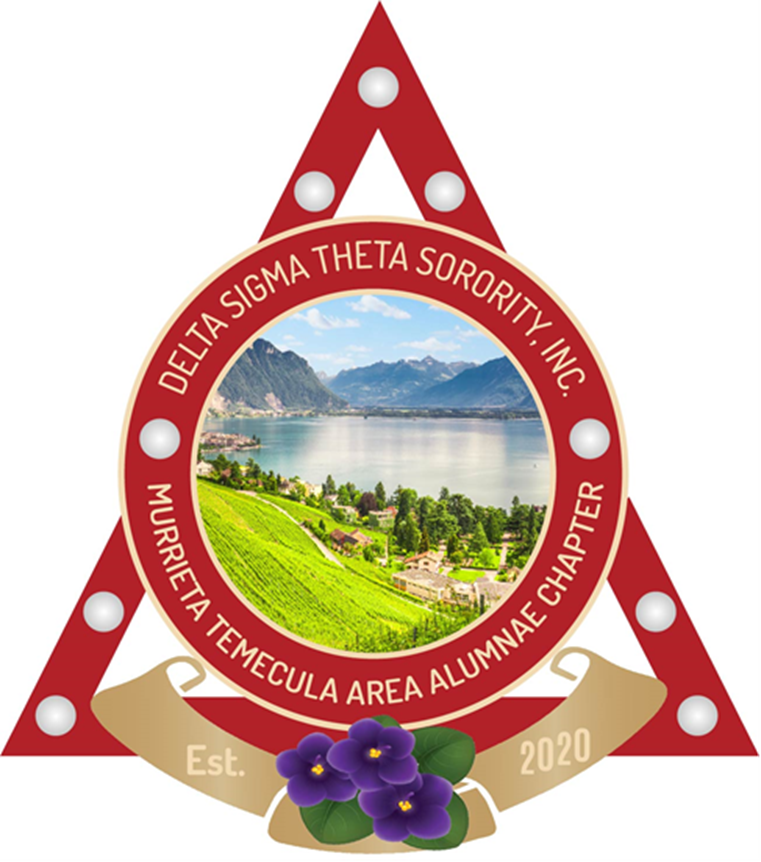 DELTA SIGMA THETA SORORITY, INC.
MURRIETA TEMECULA AREA ALUMNAE CHAPTER
Est. 2020